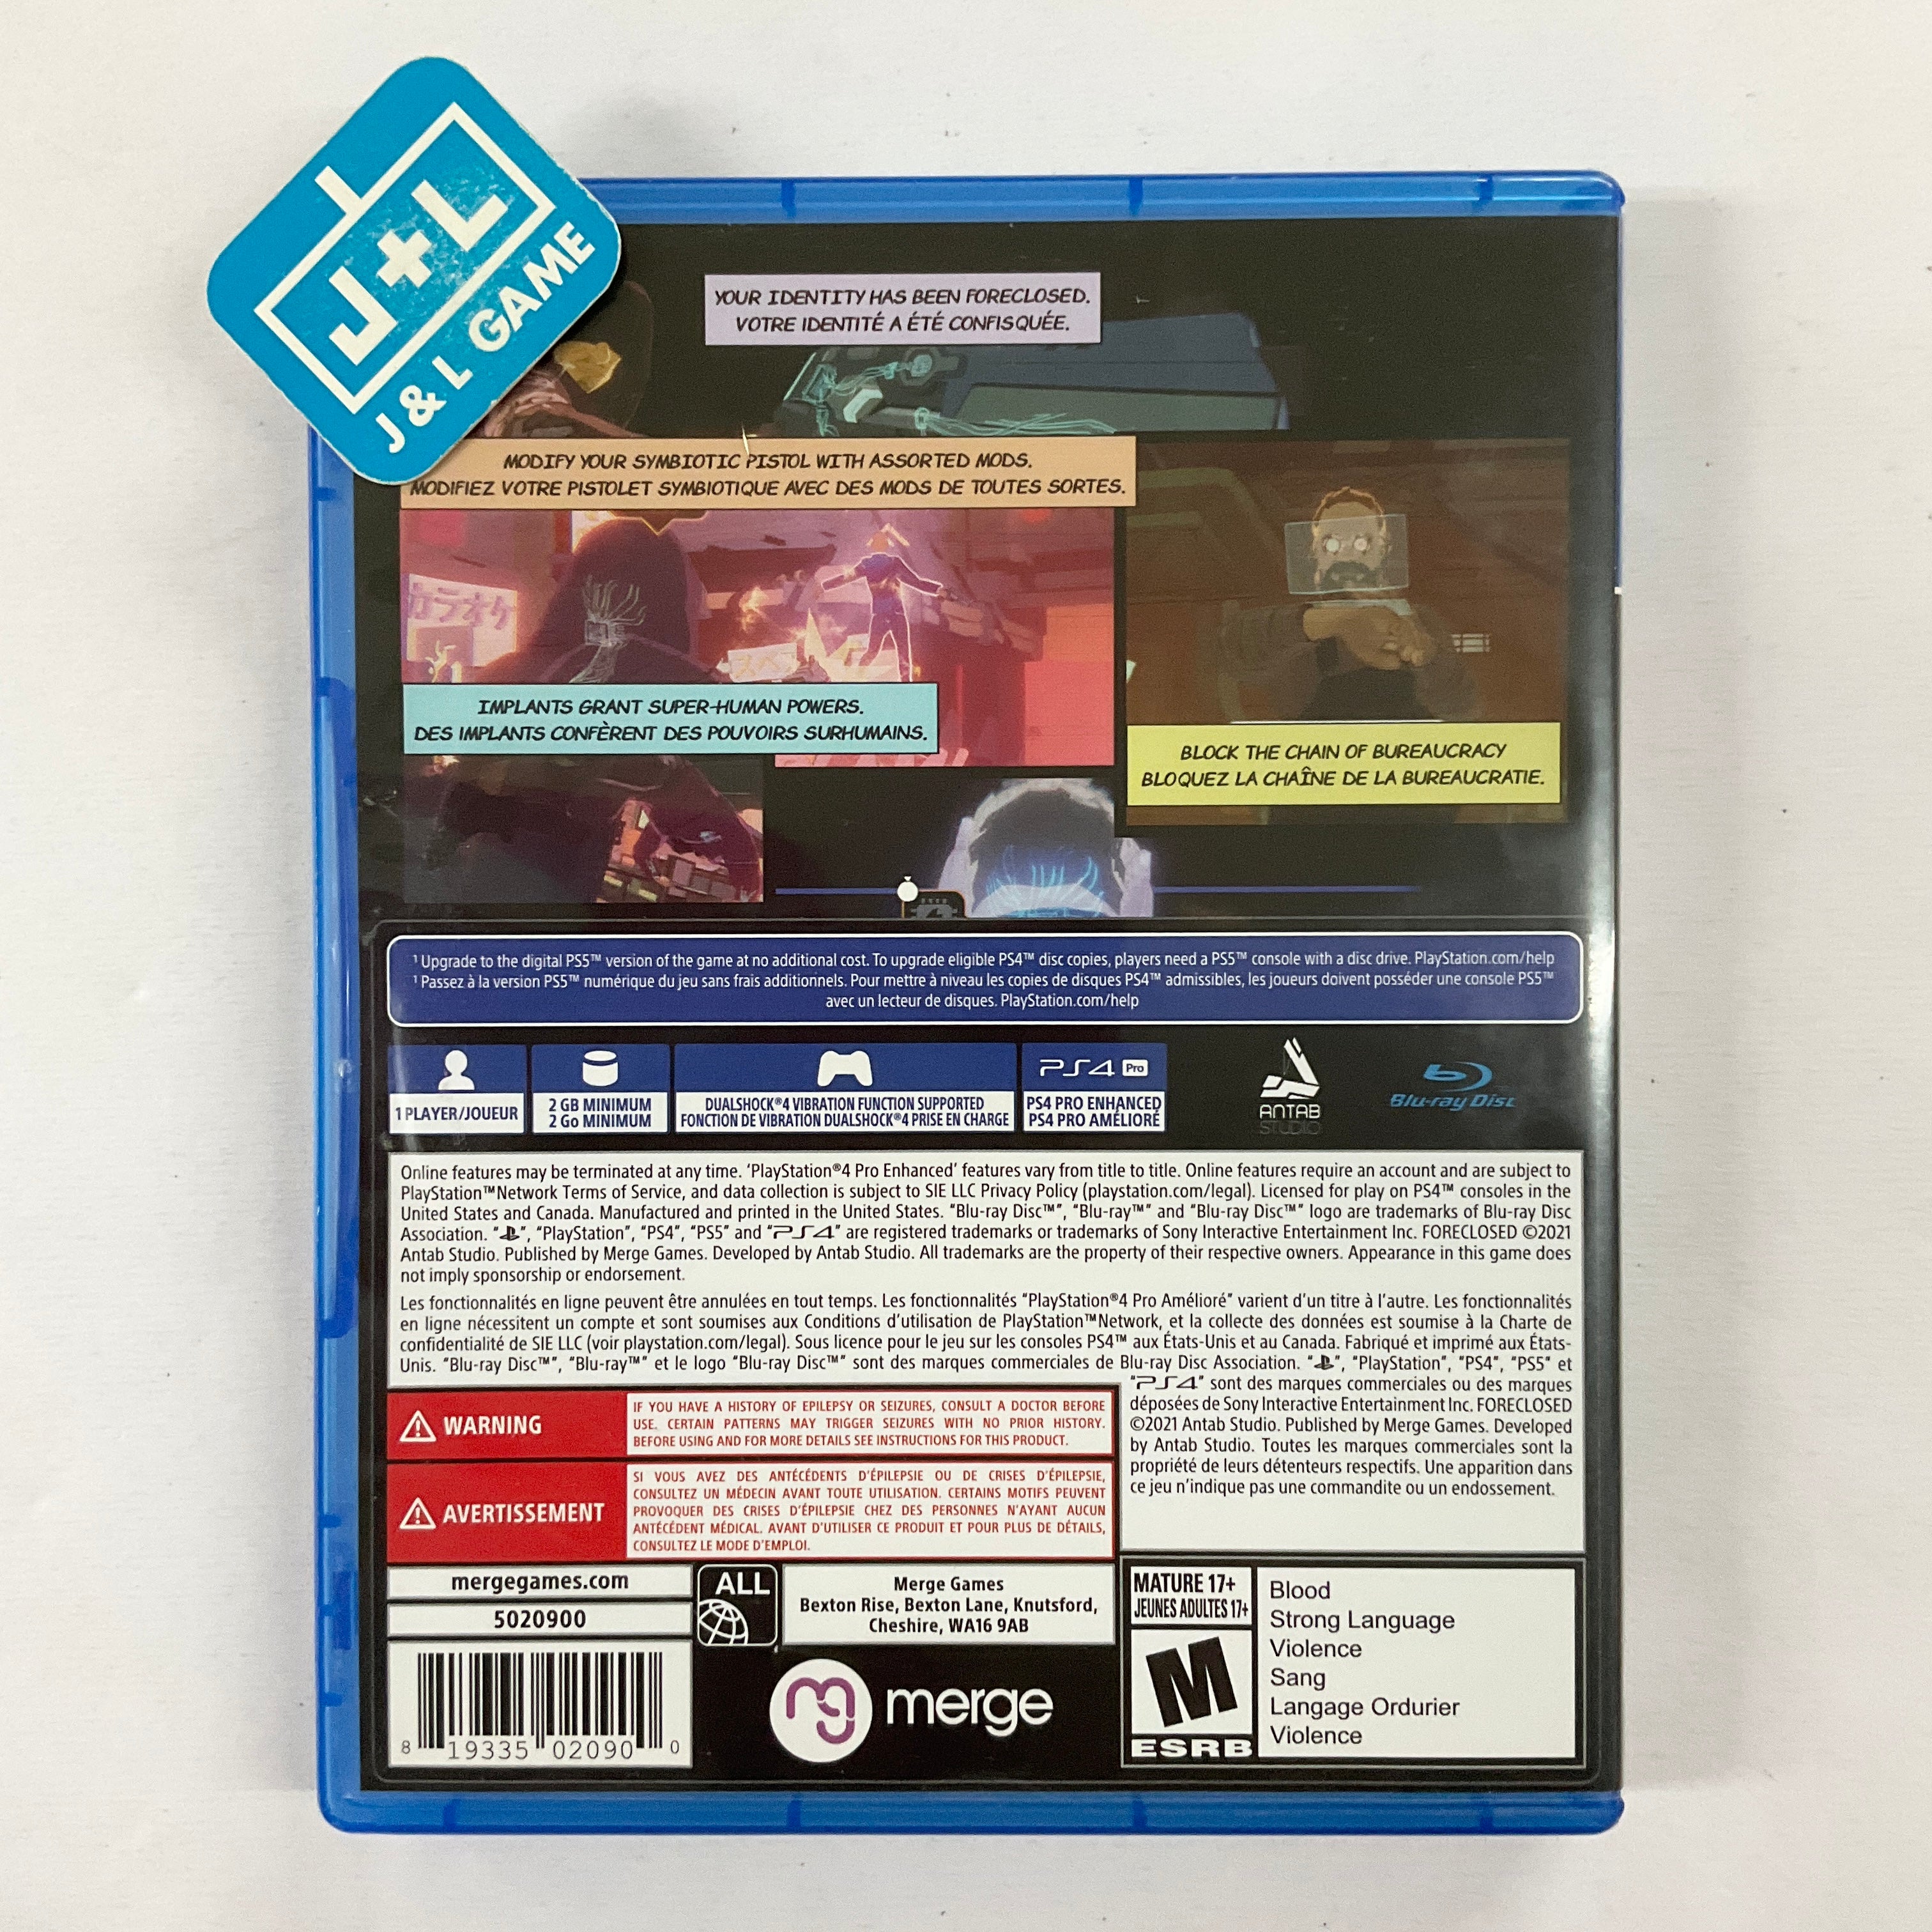 J+L
J & L GAME
YOUR IDENTITY HAS BEEN FORECLOSED.
VOTRE IDENTITÉ A ÉTÉ CONFISQUÉE.
MODIFY YOUR SYMBIOTIC PISTOL WITH ASSORTED MODS.
MODIFIEZ VOTRE PISTOLET SYMBIOTIQUE AVEC DES MODS DE TOUTES SORTES.
カラオケ
IMPLANTS GRANT SUPER-HUMAN POWERS.
DES IMPLANTS CONFÈRENT DES POUVOIRS SURHUMAINS.
BLOCK THE CHAIN OF BUREAUCRACY
BLOQUEZ LA CHAÎNE DE LA BUREAUCRATIE.
¹ Upgrade to the digital PS5™ version of the game at no additional cost. To upgrade eligible PS4™ disc copies, players need a PS5™ console with a disc drive. PlayStation.com/help
¹ Passez à la version PS5™ numérique du jeu sans frais additionnels. Pour mettre à niveau les copies de disques PS4™ admissibles, les joueurs doivent posséder une console PS5™
avec un lecteur de disques. PlayStation.com/help
1 PLAYER/JOUEUR
2 GB MINIMUM
2 Go MINIMUM
DUALSHOCK®4 VIBRATION FUNCTION SUPPORTED
FONCTION DE VIBRATION DUALSHOCK®4 PRISE EN CHARGE
PS4 Pro
PS4 PRO ENHANCED
PS4 PRO AMÉLIORÉ
ANTAB
STUDIO
Blu-ray Disc
Online features may be terminated at any time. ‘PlayStation®4 Pro Enhanced’ features vary from title to title. Online features require an account and are subject to
PlayStation™Network Terms of Service, and data collection is subject to SIE LLC Privacy Policy (playstation.com/legal). Licensed for play on PS4™ consoles in the
United States and Canada. Manufactured and printed in the United States. “Blu-ray Disc™”, “Blu-ray™” and “Blu-ray Disc™” logo are trademarks of Blu-ray Disc
Association. “ ”, “PlayStation”, “PS4”, “PS5” and “PS4” are registered trademarks or trademarks of Sony Interactive Entertainment Inc. FORECLOSED ©2021
Antab Studio. Published by Merge Games. Developed by Antab Studio. All trademarks are the property of their respective owners. Appearance in this game does
not imply sponsorship or endorsement.
Les fonctionnalités en ligne peuvent être annulées en tout temps. Les fonctionnalités “PlayStation®4 Pro Amélioré” varient d’un titre à l’autre. Les fonctionnalités
en ligne nécessitent un compte et sont soumises aux Conditions d’utilisation de PlayStation™Network, et la collecte des données est soumise à la Charte de
confidentialité de SIE LLC (voir playstation.com/legal). Sous licence pour le jeu sur les consoles PS4™ aux États-Unis et au Canada. Fabriqué et imprimé aux États-
Unis. “Blu-ray Disc™”, “Blu-ray™” et le logo “Blu-ray Disc™” sont des marques commerciales de Blu-ray Disc Association. “ ”, “PlayStation”, “PS4”, “PS5” et
“PS4” sont des marques commerciales ou des marques
déposées de Sony Interactive Entertainment Inc. FORECLOSED
©2021 Antab Studio. Published by Merge Games. Developed
by Antab Studio. Toutes les marques commerciales sont la
propriété de leurs détenteurs respectifs. Une apparition dans
ce jeu n’indique pas une commandite ou un endossement.
WARNING
IF YOU HAVE A HISTORY OF EPILEPSY OR SEIZURES, CONSULT A DOCTOR BEFORE
USE. CERTAIN PATTERNS MAY TRIGGER SEIZURES WITH NO PRIOR HISTORY.
BEFORE USING AND FOR MORE DETAILS SEE INSTRUCTIONS FOR THIS PRODUCT.
AVERTISSEMENT
SI VOUS AVEZ DES ANTÉCÉDENTS D’ÉPILEPSIE OU DE CRISES D’ÉPILEPSIE,
CONSULTEZ UN MÉDECIN AVANT TOUTE UTILISATION. CERTAINS MOTIFS PEUVENT
PROVOQUER DES CRISES D’ÉPILEPSIE CHEZ DES PERSONNES N’AYANT AUCUN
ANTÉCÉDENT MÉDICAL. AVANT D’UTILISER CE PRODUIT ET POUR PLUS DE DÉTAILS,
CONSULTEZ LE MODE D’EMPLOI.
mergegames.com
5020900
8 19335 02090 0
ALL
Merge Games
Bexton Rise, Bexton Lane, Knutsford,
Cheshire, WA16 9AB
mg merge
MATURE 17+
JEUNES ADULTES 17+
M
ESRB
Blood
Strong Language
Violence
Sang
Langage Ordurier
Violence